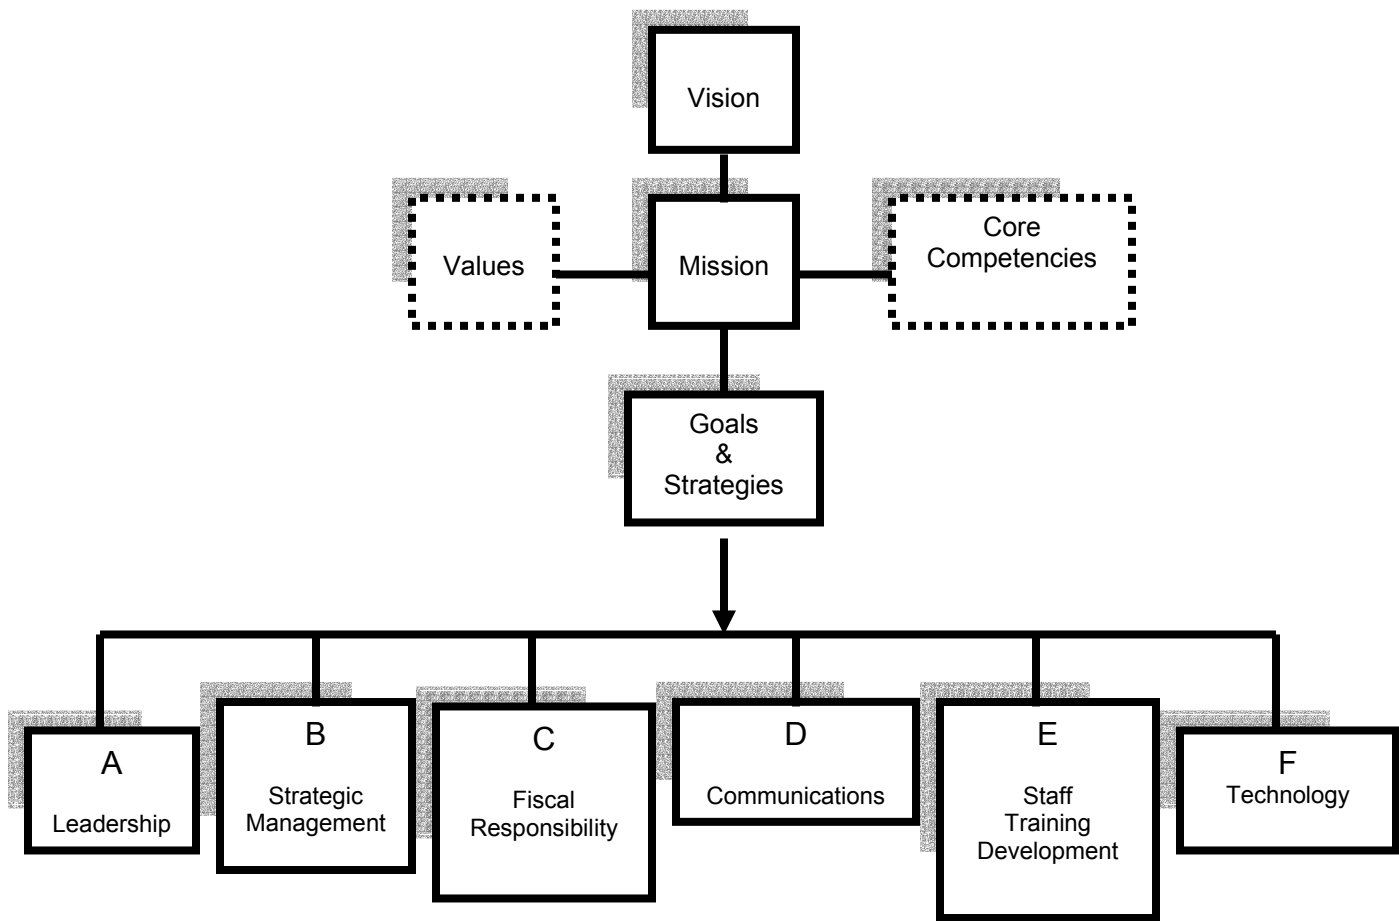 Vision
Values
Mission
Core
Competencies
Goals
&
Strategies
A
Leadership
B
Strategic
Management
C
Fiscal
Responsibility
D
Communications
E
Staff
Training
Development
F
Technology